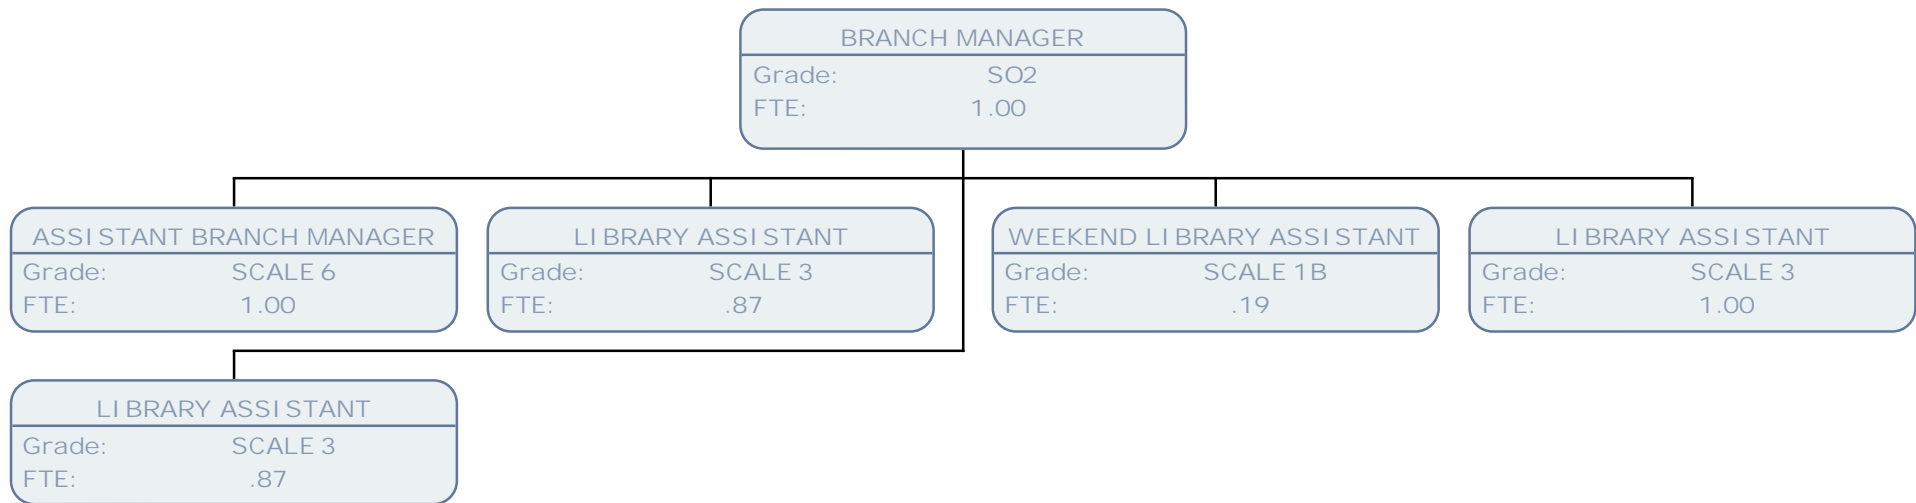 BRANCH MANAGER
Grade: SO2
FTE: 1.00
ASSISTANT BRANCH MANAGER
Grade: SCALE 6
FTE: 1.00
LIBRARY ASSISTANT
Grade: SCALE 3
FTE: .87
WEEKEND LIBRARY ASSISTANT
Grade: SCALE 1B
FTE: .19
LIBRARY ASSISTANT
Grade: SCALE 3
FTE: 1.00
LIBRARY ASSISTANT
Grade: SCALE 3
FTE: .87